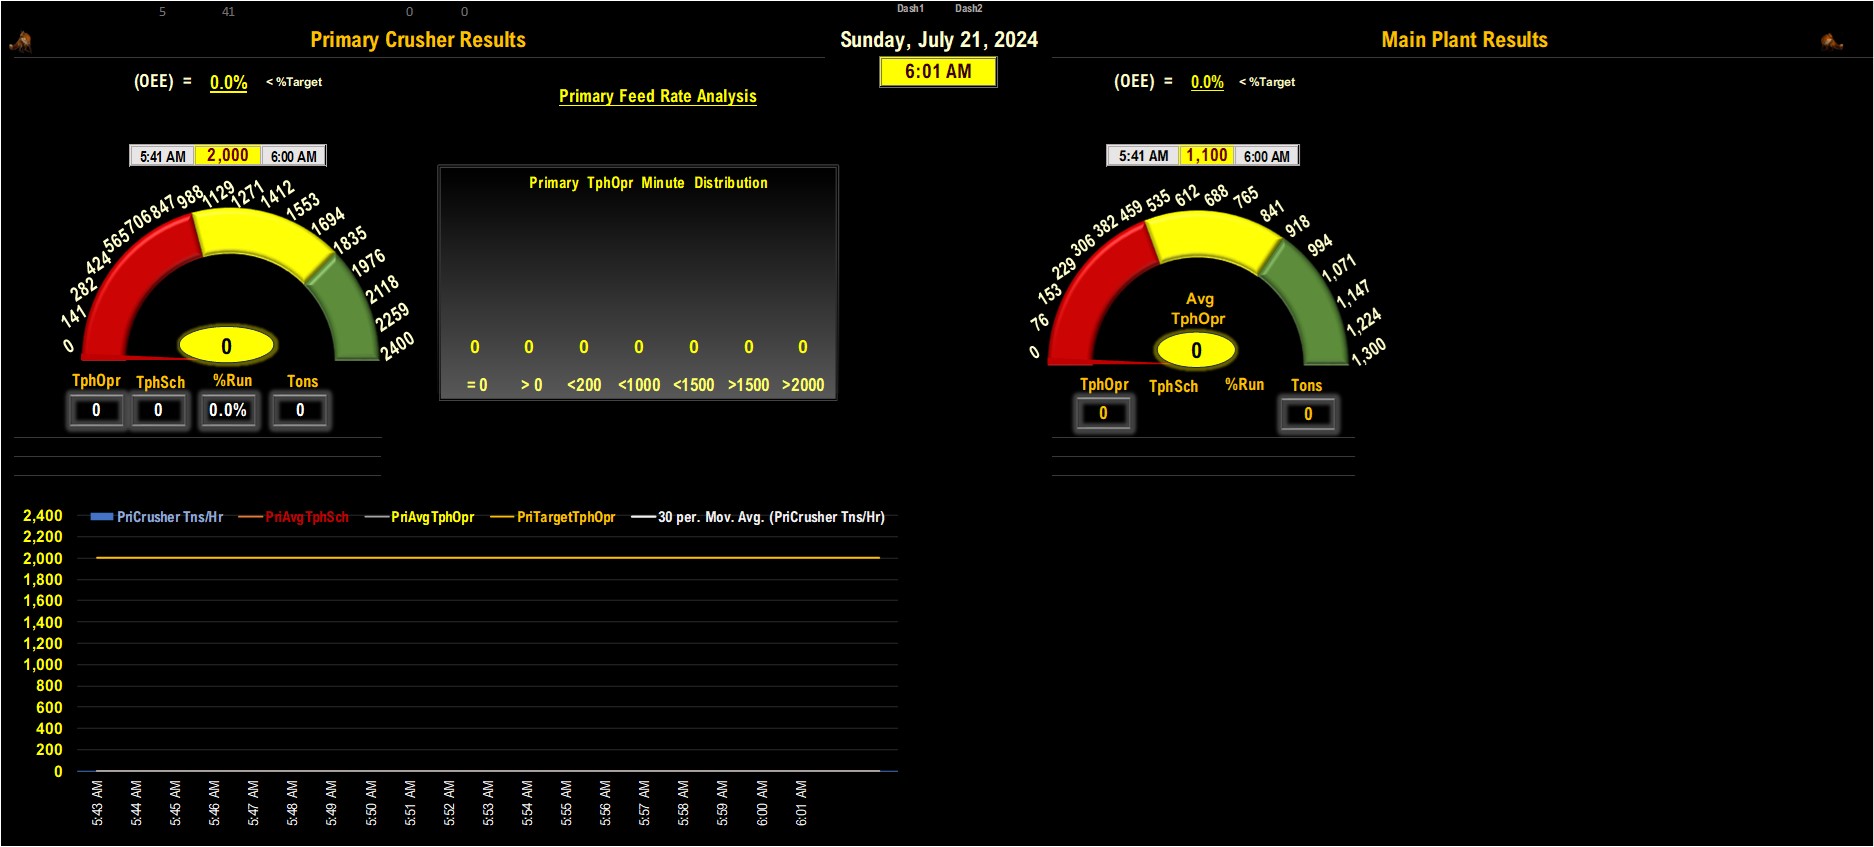 5 41 0 0 Dash1 Dash2
Primary Crusher Results
Sunday, July 21, 2024
Main Plant Results
6:01 AM
(OEE) = 0.0% < %Target
Primary Feed Rate Analysis
(OEE) = 0.0% < %Target
5:41 AM 2,000 6:00 AM
0 141 282 424 565 706 847 988 1129 1271 1412 1553 1694 1835 1976 2118 2259 2400
0
TphOpr TphSch %Run Tons
0 0 0.0% 0
Primary TphOpr Minute Distribution
0 0 0 0 0 0 0
= 0 > 0 <200 <1000 <1500 >1500 >2000
5:41 AM 1,100 6:00 AM
0 76 153 229 306 382 459 535 612 688 765 841 918 994 1,071 1,147 1,224 1,300
Avg
TphOpr
0
TphOpr TphSch %Run Tons
0 0
PriCrusher Tns/Hr PriAvgTphSch PriAvgTphOpr PriTargetTphOpr 30 per. Mov. Avg. (PriCrusher Tns/Hr)
2,400
2,200
2,000
1,800
1,600
1,400
1,200
1,000
800
600
400
200
0
5:43 AM 5:44 AM 5:45 AM 5:46 AM 5:47 AM 5:48 AM 5:49 AM 5:50 AM 5:51 AM 5:52 AM 5:53 AM 5:54 AM 5:55 AM 5:56 AM 5:57 AM 5:58 AM 5:59 AM 6:00 AM 6:01 AM